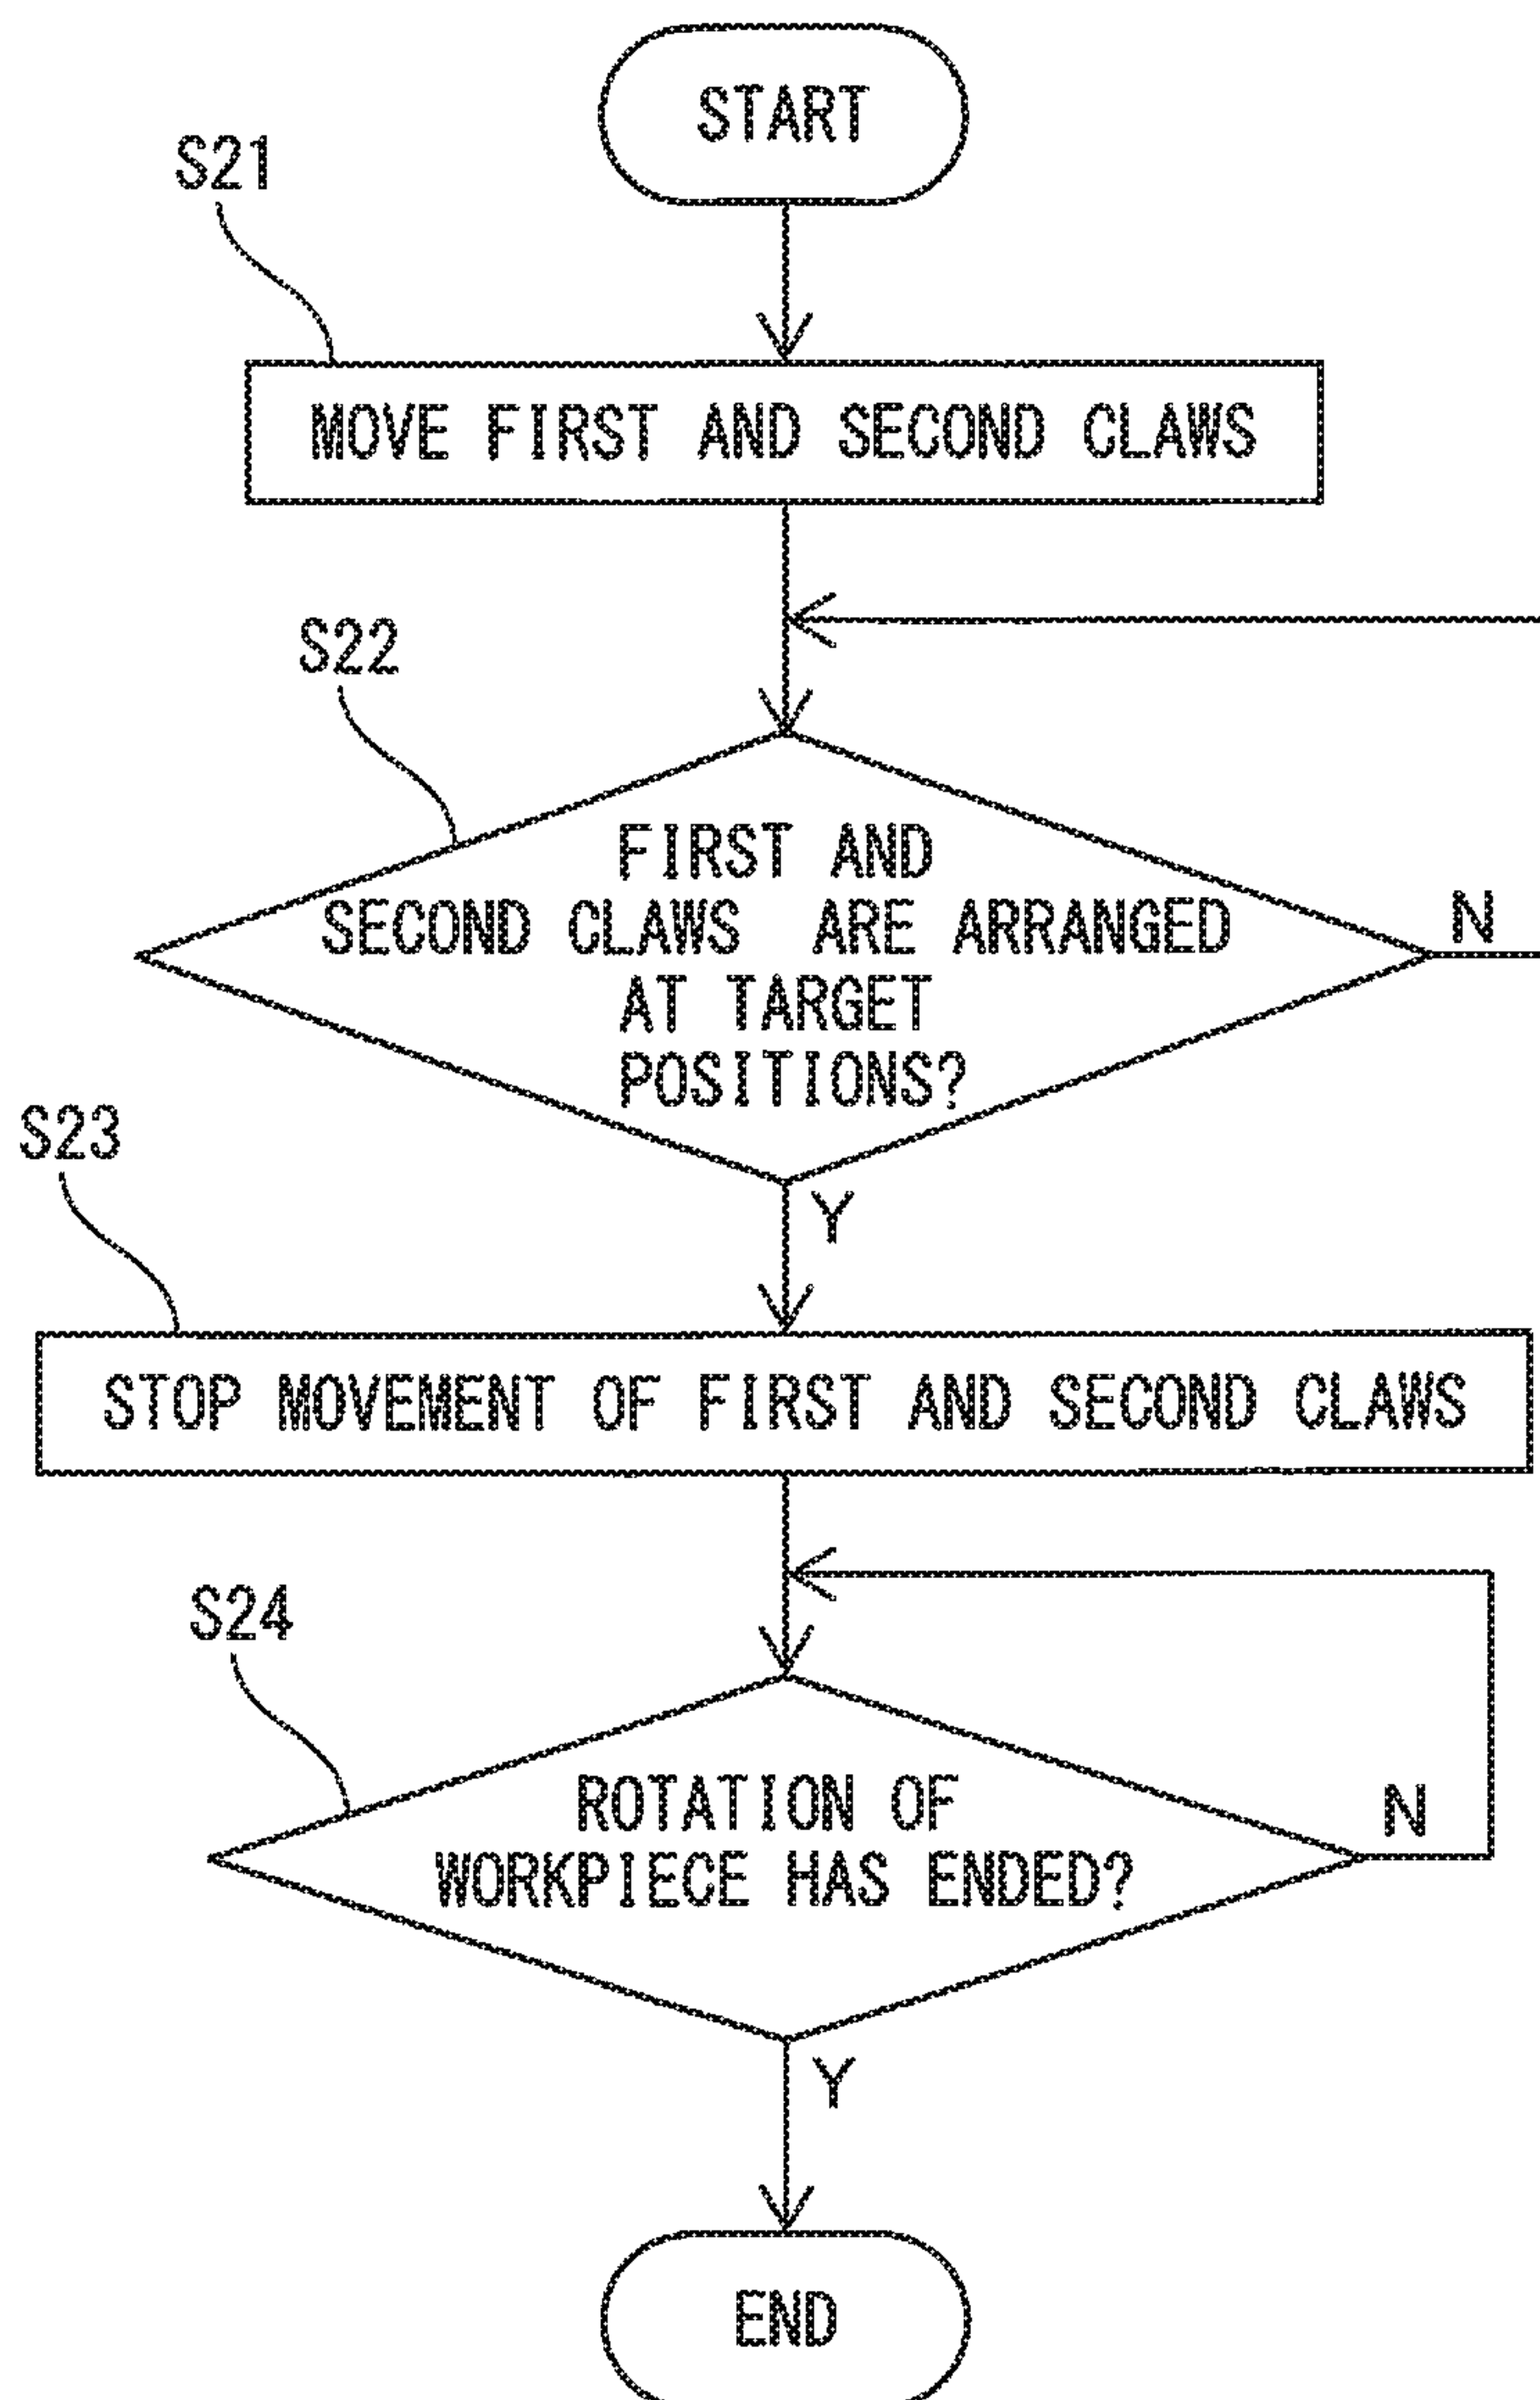 START
S21
MOVE FIRST AND SECOND CLAWS
S22
FIRST AND
SECOND CLAWS ARE ARRANGED
AT TARGET
POSITIONS?
N
Y
S23
STOP MOVEMENT OF FIRST AND SECOND CLAWS
S24
ROTATION OF
WORKPIECE HAS ENDED?
N
Y
END